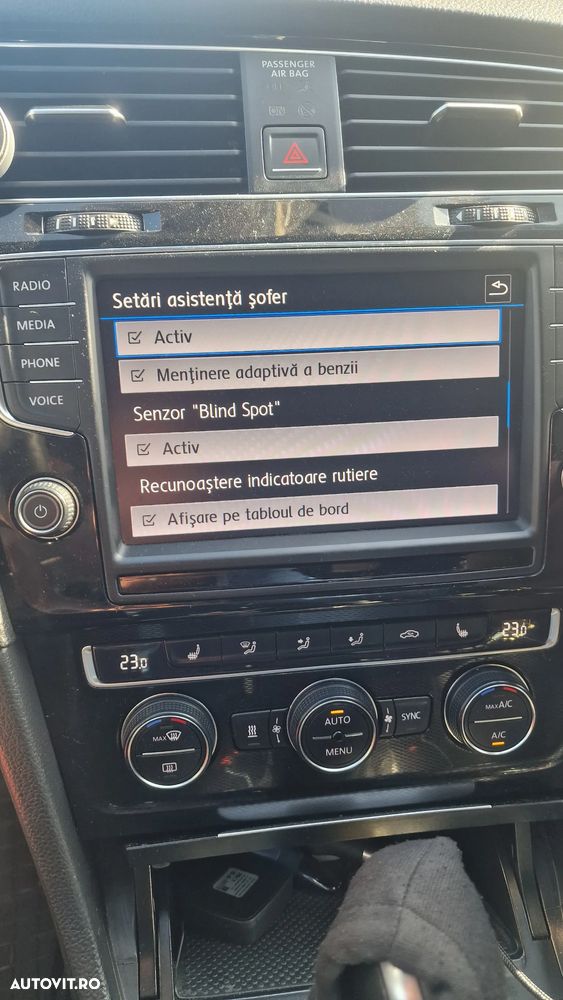 PASSENGER
AIR BAG
ON
RADIO
MEDIA
PHONE
VOICE
Setări asistenţă şofer
Activ
Menţinere adaptivă a benzii
Senzor "Blind Spot"
Activ
Recunoaştere indicatoare rutiere
Afişare pe tabloul de bord
23.0
23.0
MAX
AUTO
MENU
SYNC
MAX A/C
A/C
AUTOVIT.RO